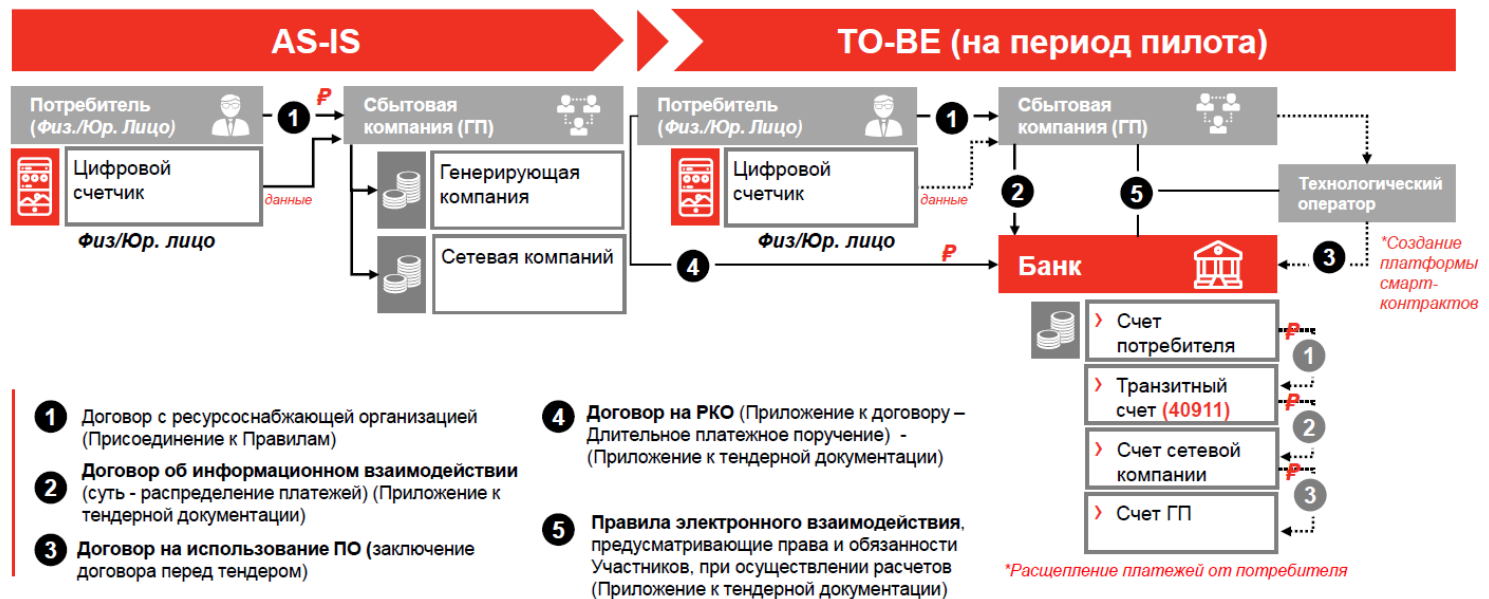 AS-IS
TO-BE (на период пилота)
Потребитель
(Физ./Юр. Лицо)
1
₽
Сбытовая
компания (ГП)
Цифровой
счетчик
данные
Физ/Юр. лицо
Генерирующая
компания
Сетевая компаний
Потребитель
(Физ./Юр. Лицо)
1
Сбытовая
компания (ГП)
Цифровой
счетчик
данные
Физ/Юр. лицо
2
5
Технологический
оператор
4
₽
Банк
3
*Создание
платформы
смарт-
контрактов
Счет
потребителя
₽
1
Транзитный
счет (40911)
₽
2
Счет сетевой
компании
₽
3
Счет ГП
*Расщепление платежей от потребителя
1
Договор с ресурсоснабжающей организацией
(Присоединение к Правилам)
2
Договор об информационном взаимодействии
(суть - распределение платежей) (Приложение к
тендерной документации)
3
Договор на использование ПО (заключение
договора перед тендером)
4
Договор на РКО (Приложение к договору –
Длительное платежное поручение) -
(Приложение к тендерной документации)
5
Правила электронного взаимодействия,
предусматривающие права и обязанности
Участников, при осуществлении расчетов
(Приложение к тендерной документации)